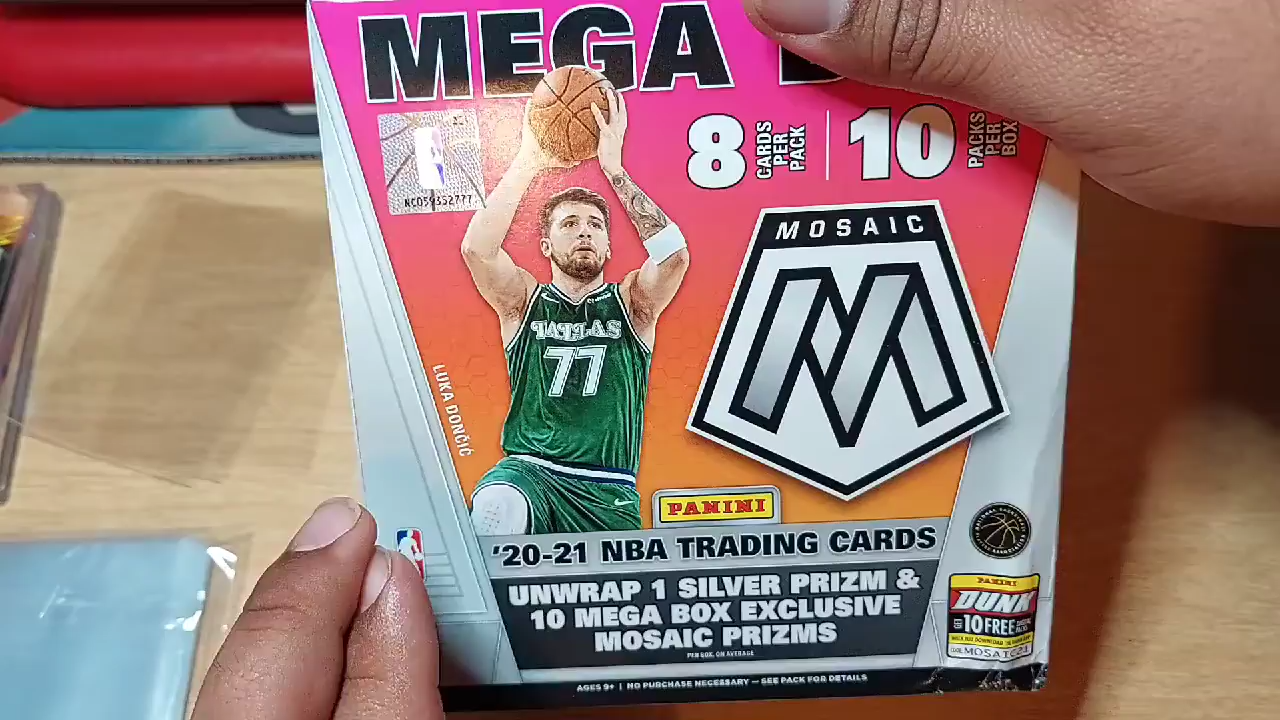 MEGA
8 CARDS PER PACK
10 PACKS PER BOX
MOSAIC
DALLAS
77
LUKA DONČIĆ
PANINI
'20-21 NBA TRADING CARDS
UNWRAP 1 SILVER PRIZM &
10 MEGA BOX EXCLUSIVE
MOSAIC PRIZMS
PER BOX, ON AVERAGE
AGES 9+ | NO PURCHASE NECESSARY – SEE PACK FOR DETAILS
PANINI
DUNK
GET 10 FREE